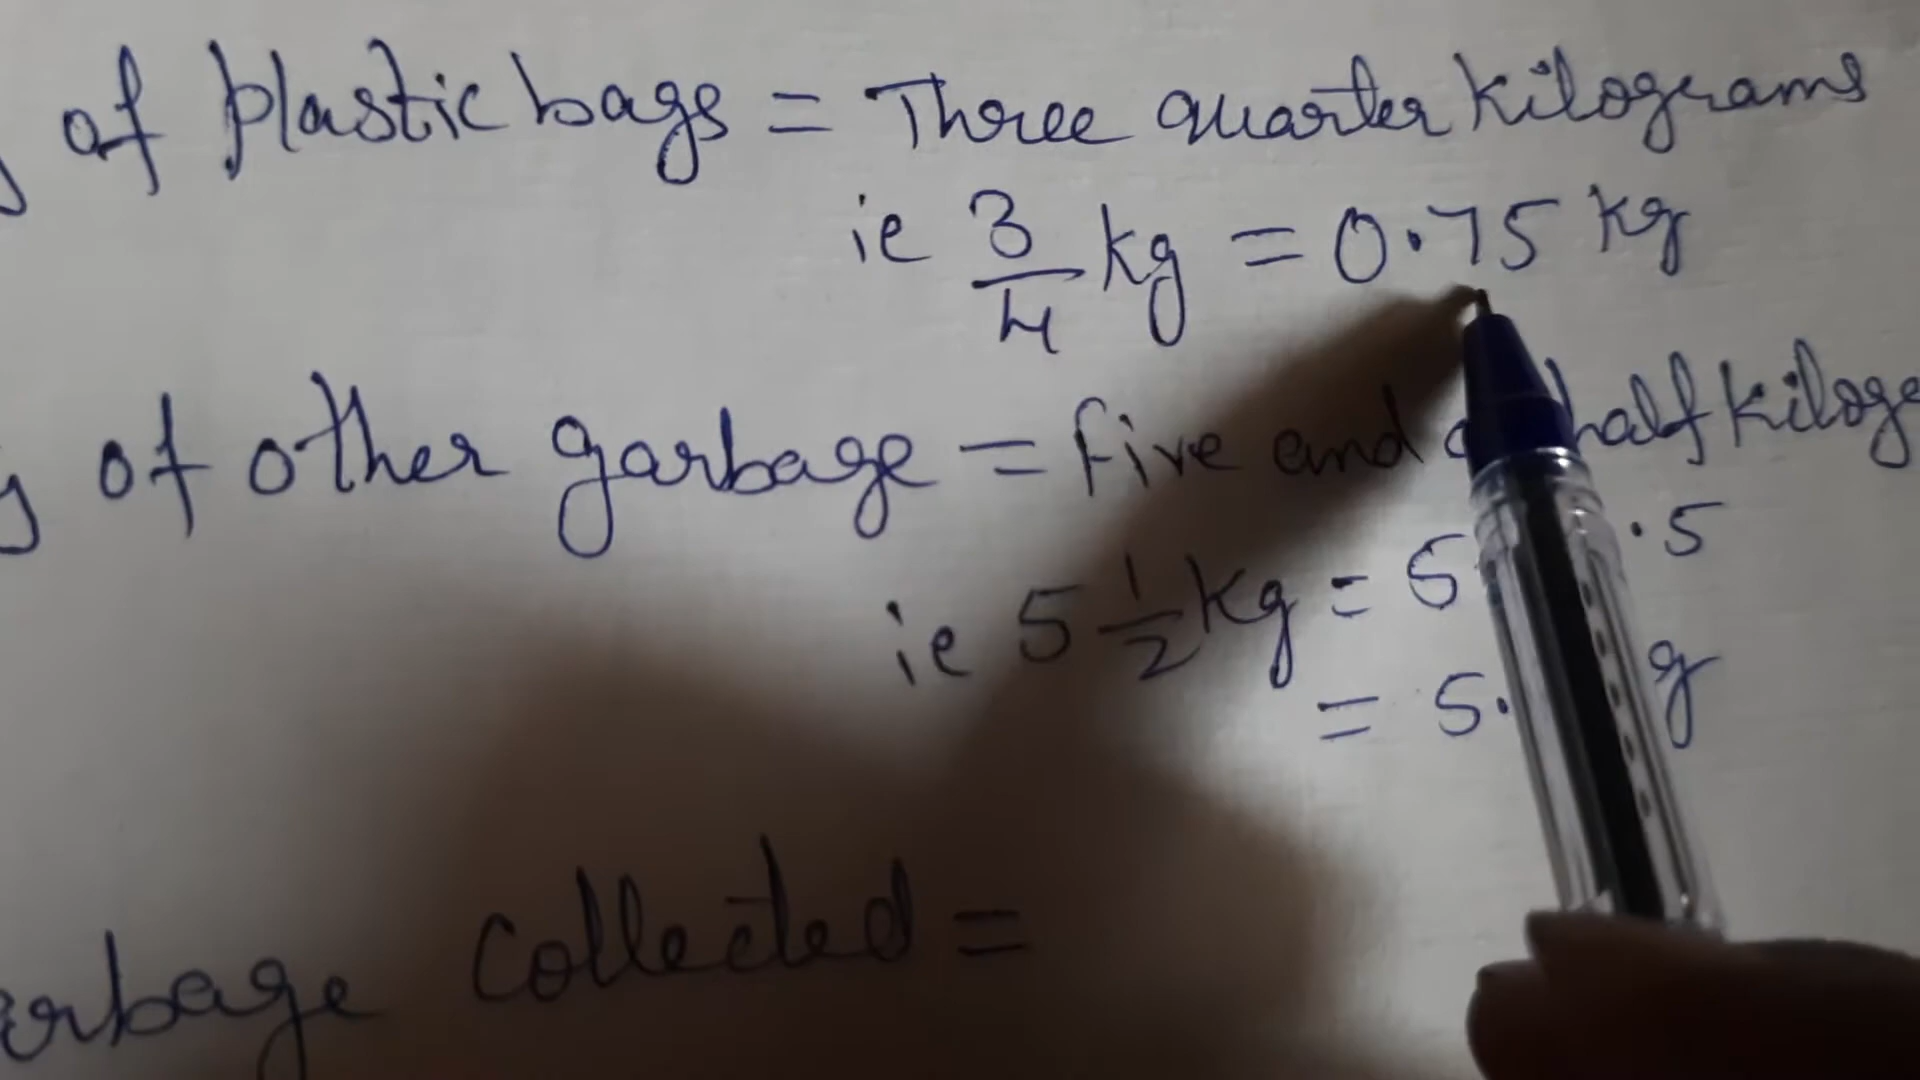 of plastic bags = Three quarter kilograms
ie 3/4 kg = 0.75 kg
of other garbage = five and half
ie 5 1/2 kg = 5 .5
= 5.
collected =